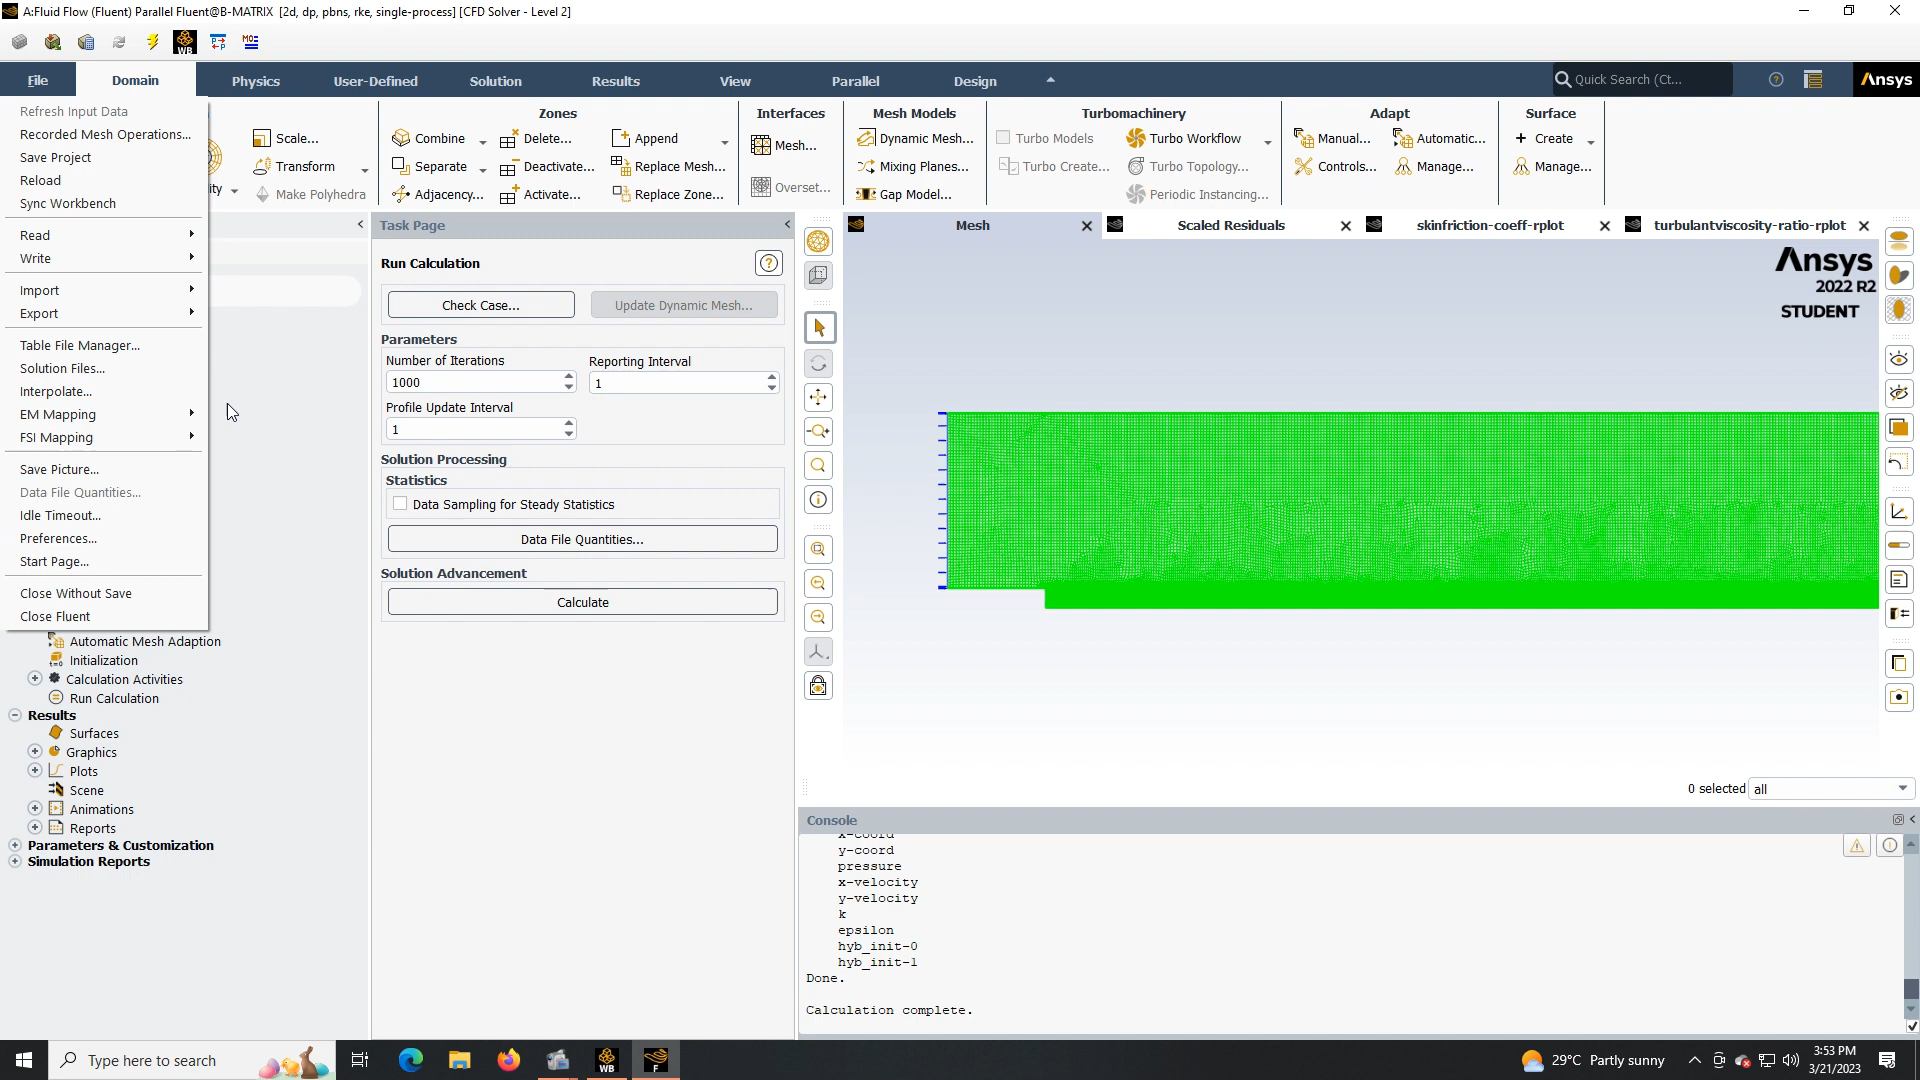 A:Fluid Flow (Fluent) Parallel Fluent@B-MATRIX [2d, dp, pbns, rke, single-process] [CFD Solver - Level 2]
WB
File Domain Physics User-Defined Solution Results View Parallel Design Quick Search (Ct... Ansys
Zones Interfaces Mesh Models Turbomachinery Adapt Surface
Scale... Combine Delete... Append Mesh... Dynamic Mesh... Turbo Models Turbo Workflow Manual... Automatic... Create
Transform Separate Deactivate... Replace Mesh... Mixing Planes... Turbo Create... Turbo Topology... Controls... Manage... Manage...
Make Polyhedra Adjacency... Activate... Replace Zone... Overset... Gap Model... Periodic Instancing...
Refresh Input Data
Recorded Mesh Operations...
Save Project
Reload
Sync Workbench
Read
Write
Import
Export
Table File Manager...
Solution Files...
Interpolate...
EM Mapping
FSI Mapping
Save Picture...
Data File Quantities...
Idle Timeout...
Preferences...
Start Page...
Close Without Save
Close Fluent
Automatic Mesh Adaption
Initialization
Calculation Activities
Run Calculation
Results
Surfaces
Graphics
Plots
Scene
Animations
Reports
Parameters & Customization
Simulation Reports
Task Page
Run Calculation
Check Case... Update Dynamic Mesh...
Parameters
Number of Iterations Reporting Interval
1000 1
Profile Update Interval
1
Solution Processing
Statistics
Data Sampling for Steady Statistics
Data File Quantities...
Solution Advancement
Calculate
Mesh Scaled Residuals skinfriction-coeff-rplot turbulantviscosity-ratio-rplot
Ansys
2022 R2
STUDENT
0 selected all
Console
x-coord
y-coord
pressure
x-velocity
y-velocity
k
epsilon
hyb_init-0
hyb_init-1
Done.
Calculation complete.
Type here to search
WB
F
29°C Partly sunny
3:53 PM
3/21/2023